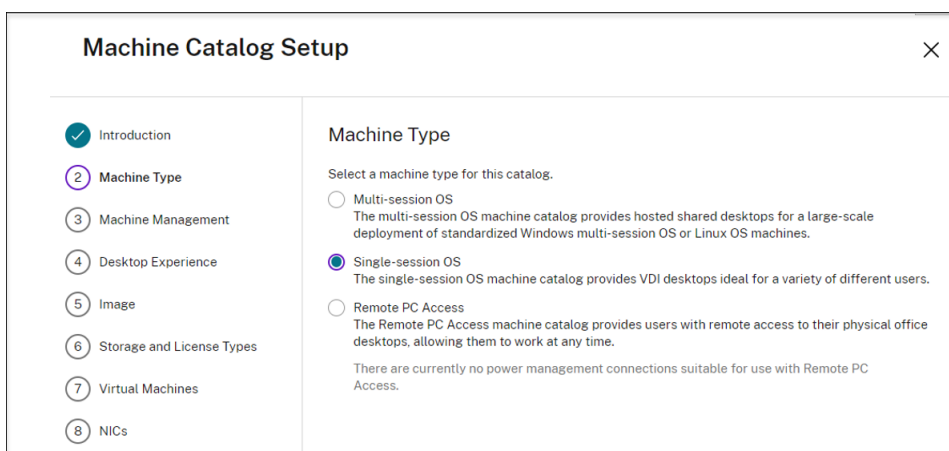 Machine Catalog Setup
Introduction
2 Machine Type
3 Machine Management
4 Desktop Experience
5 Image
6 Storage and License Types
7 Virtual Machines
8 NICs
Machine Type
Select a machine type for this catalog.
Multi-session OS
The multi-session OS machine catalog provides hosted shared desktops for a large-scale
deployment of standardized Windows multi-session OS or Linux OS machines.
Single-session OS
The single-session OS machine catalog provides VDI desktops ideal for a variety of different users.
Remote PC Access
The Remote PC Access machine catalog provides users with remote access to their physical office
desktops, allowing them to work at any time.
There are currently no power management connections suitable for use with Remote PC
Access.